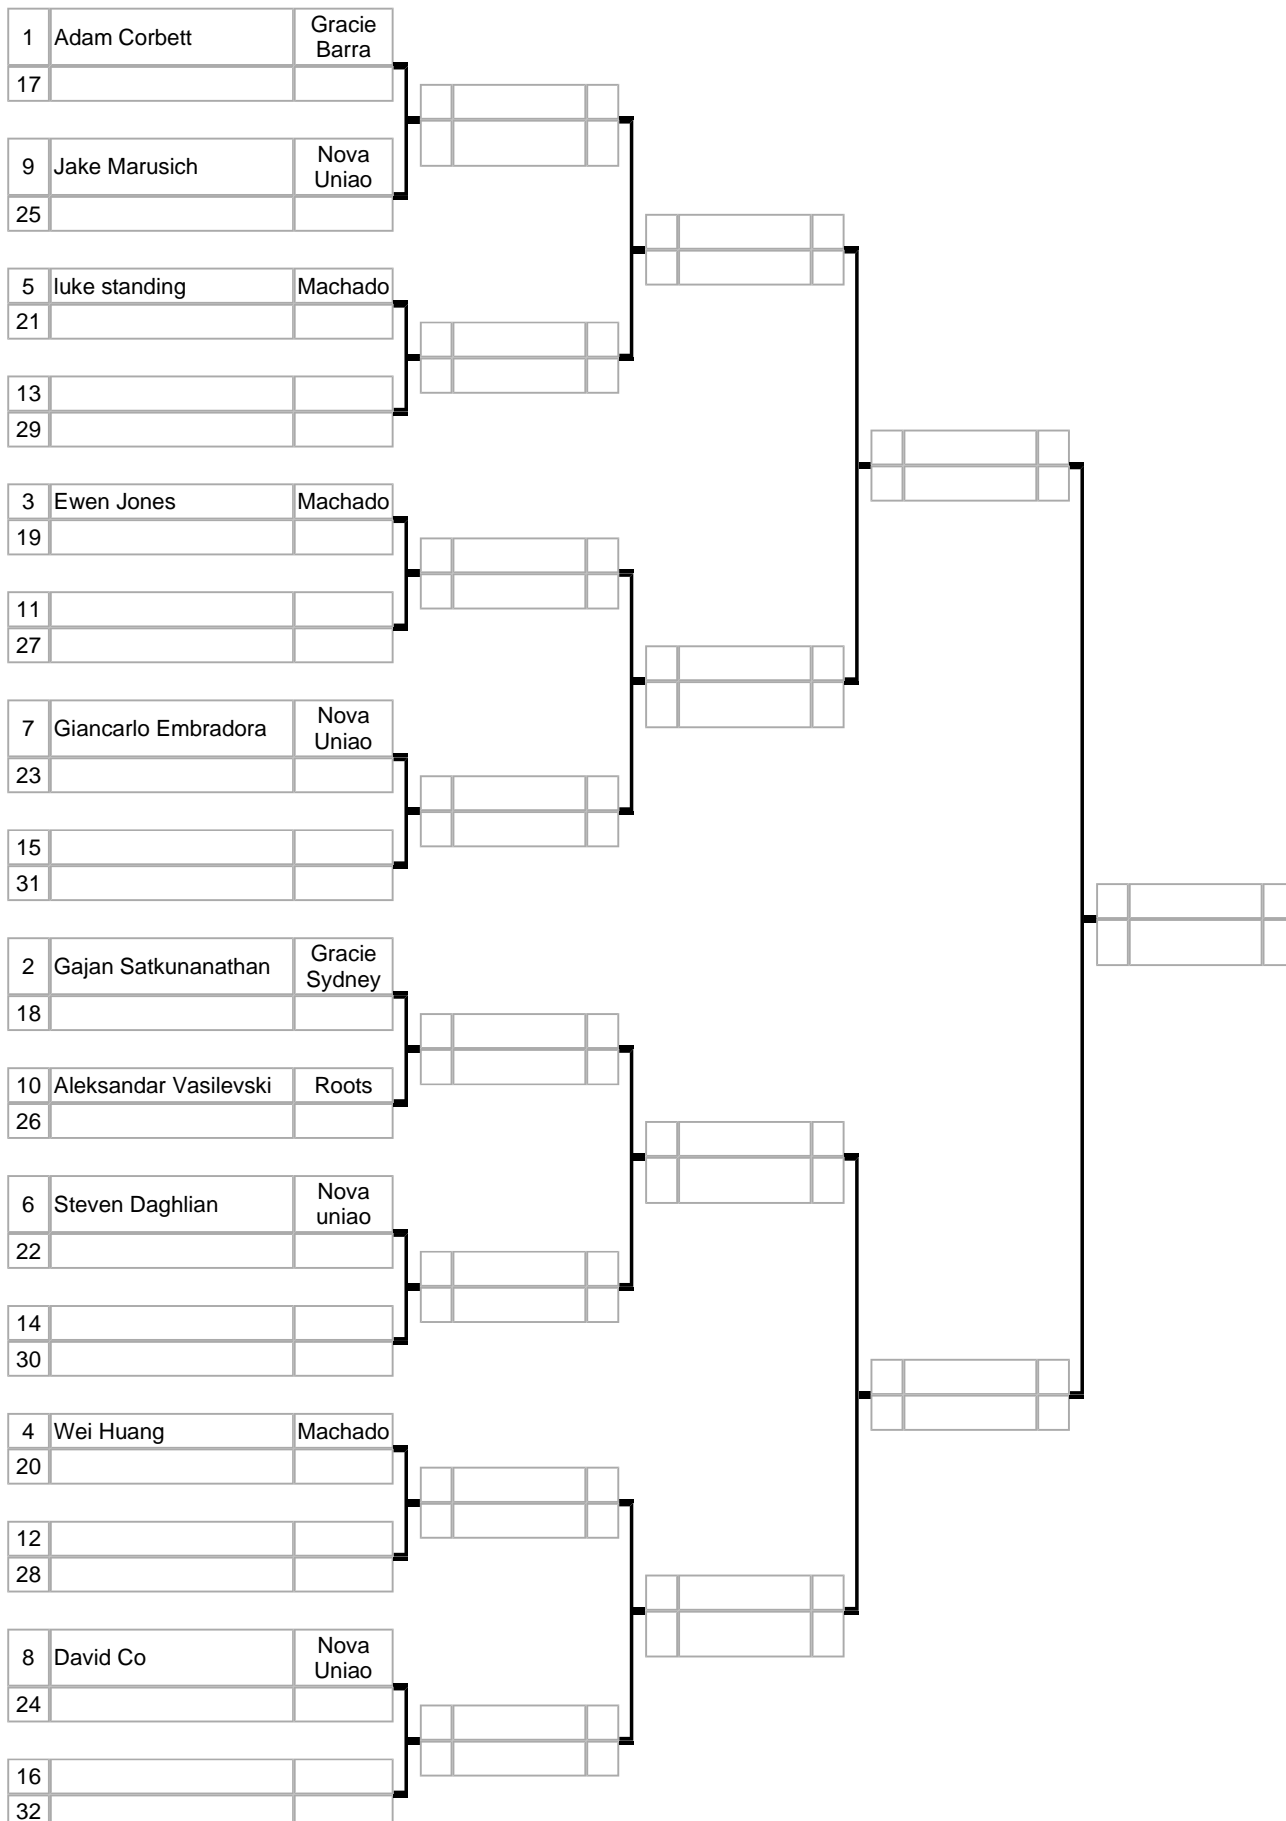 1 Adam Corbett Gracie Barra
17
9 Jake Marusich Nova Uniao
25
5 luke standing Machado
21
13
29
3 Ewen Jones Machado
19
11
27
7 Giancarlo Embradora Nova Uniao
23
15
31
2 Gajan Satkunanathan Gracie Sydney
18
10 Aleksandar Vasilevski Roots
26
6 Steven Daghlian Nova uniao
22
14
30
4 Wei Huang Machado
20
12
28
8 David Co Nova Uniao
24
16
32